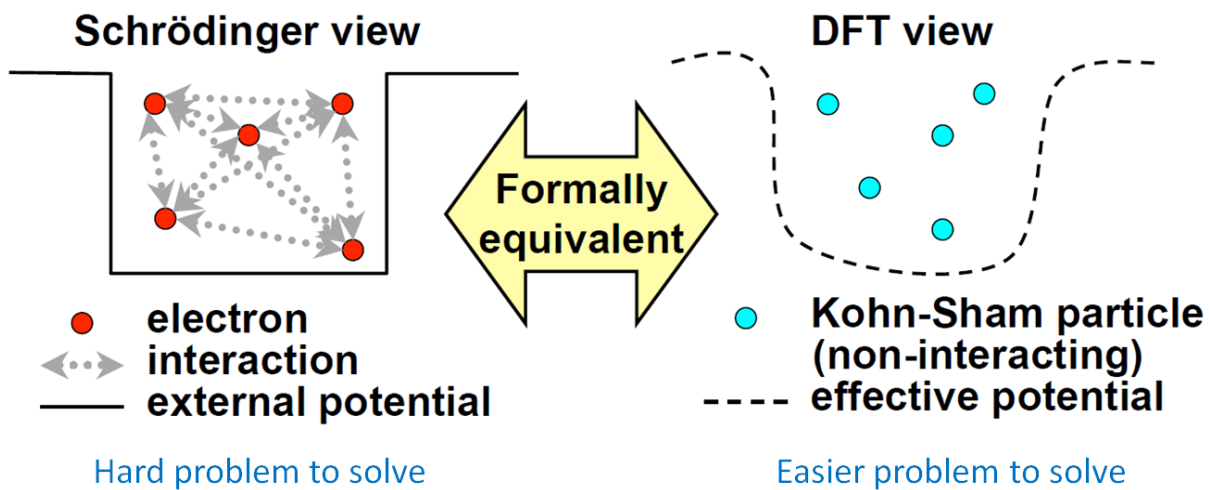 Schrödinger view
DFT view
Formally
equivalent
electron
interaction
external potential
Kohn-Sham particle
(non-interacting)
effective potential
Hard problem to solve
Easier problem to solve